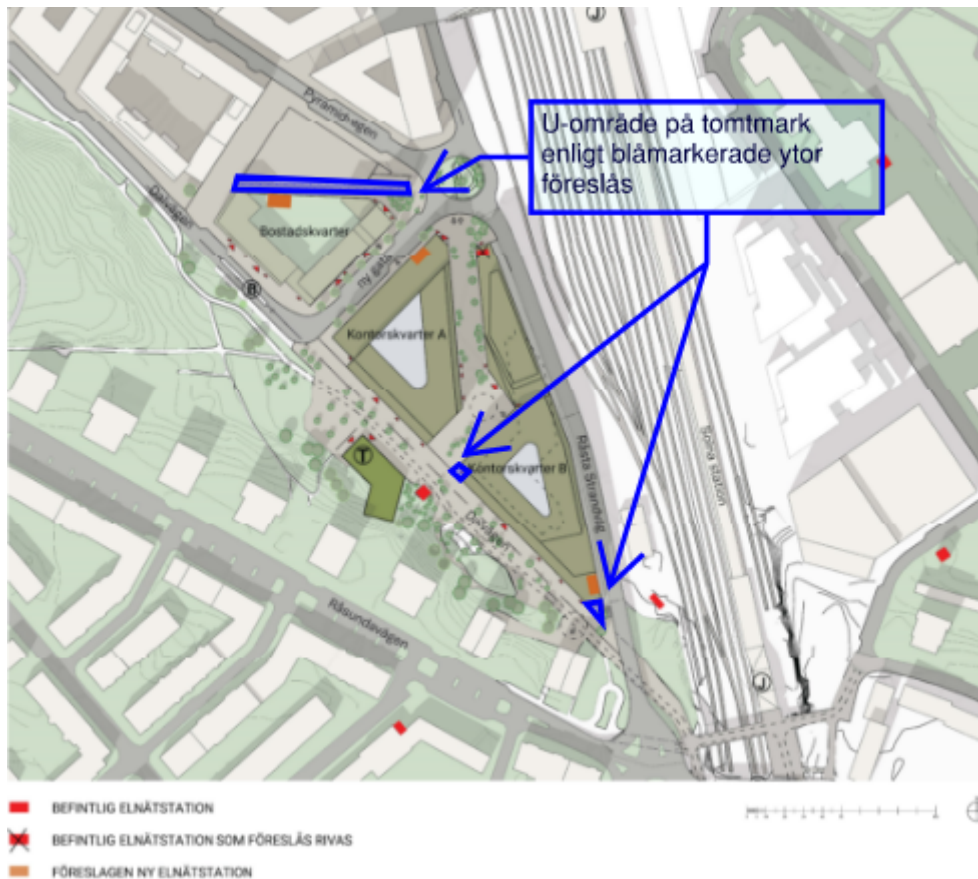 Pyramidvägen
U-område på tomtmark
enligt blåmarkerade ytor
föreslås
Dalvägen
Bostadskvarter
ny gata
B
Kontorskvarter A
T
Kontorskvarter B
Dalvägen
Råsta Strandväg
Solna station
Råsundavägen
J
J
BEFINTLIG ELNÄTSTATION
BEFINTLIG ELNÄTSTATION SOM FÖRESLÅS RIVAS
FÖRESLAGEN NY ELNÄTSTATION